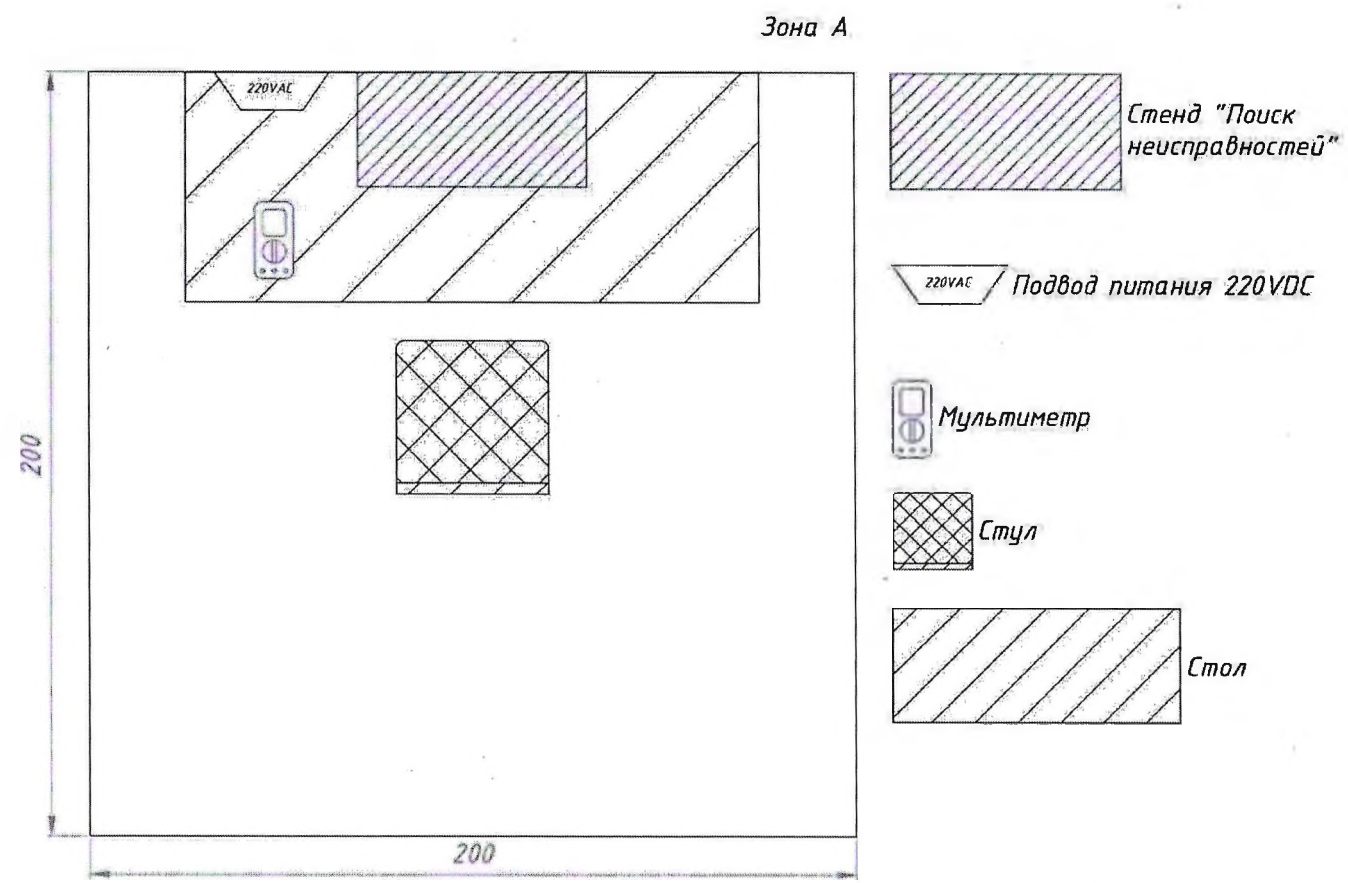 Зона А
220VAC
Стенд "Поиск
неисправностей"
220VAC
Подвод питания 220VDC
Мультиметр
Стул
Стол
200
200